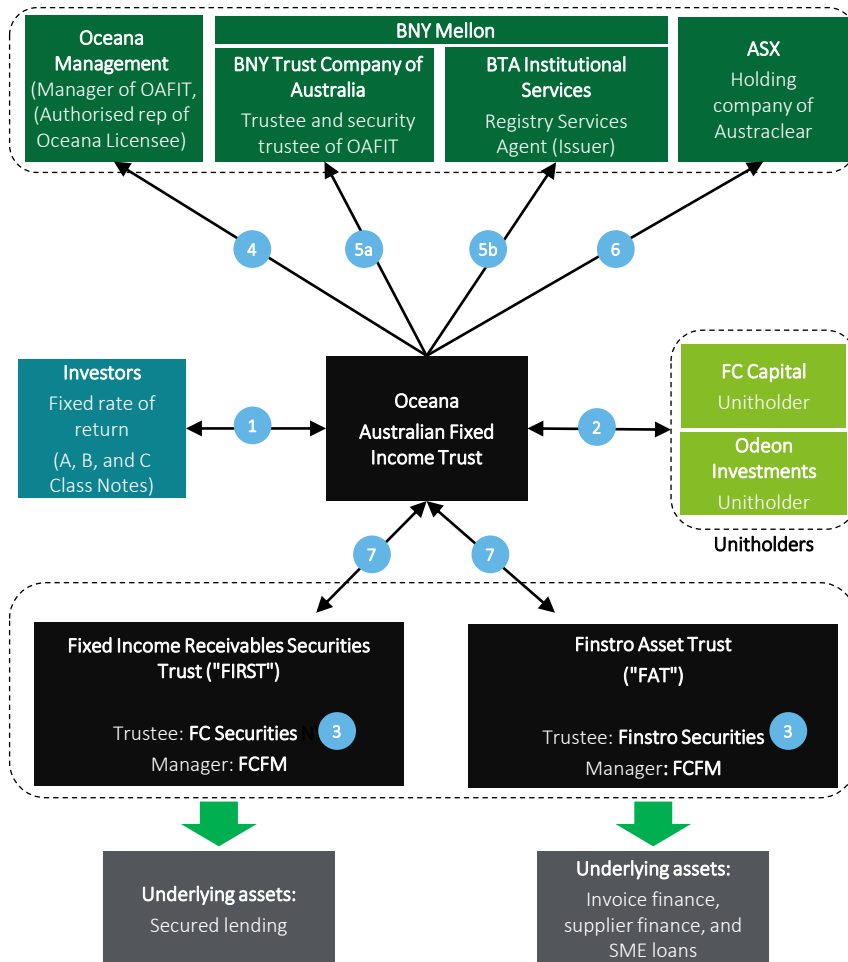 Oceana
Management
(Manager of OAFIT,
(Authorised rep of
Oceana Licensee)
BNY Mellon
BNY Trust Company of
Australia
Trustee and security
trustee of OAFIT
BTA Institutional
Services
Registry Services
Agent (Issuer)
ASX
Holding
company of
Austraclear
4
5a
5b
6
Investors
Fixed rate of
return
(A, B, and C
Class Notes)
1
Oceana
Australian Fixed
Income Trust
2
FC Capital
Unitholder
Odeon
Investments
Unitholder
Unitholders
7
7
Fixed Income Receivables Securities
Trust ("FIRST")
Trustee: FC Securities
3
Manager: FCFM
Finstro Asset Trust
("FAT")
Trustee: Finstro Securities
3
Manager: FCFM
Underlying assets:
Secured lending
Underlying assets:
Invoice finance,
supplier finance, and
SME loans